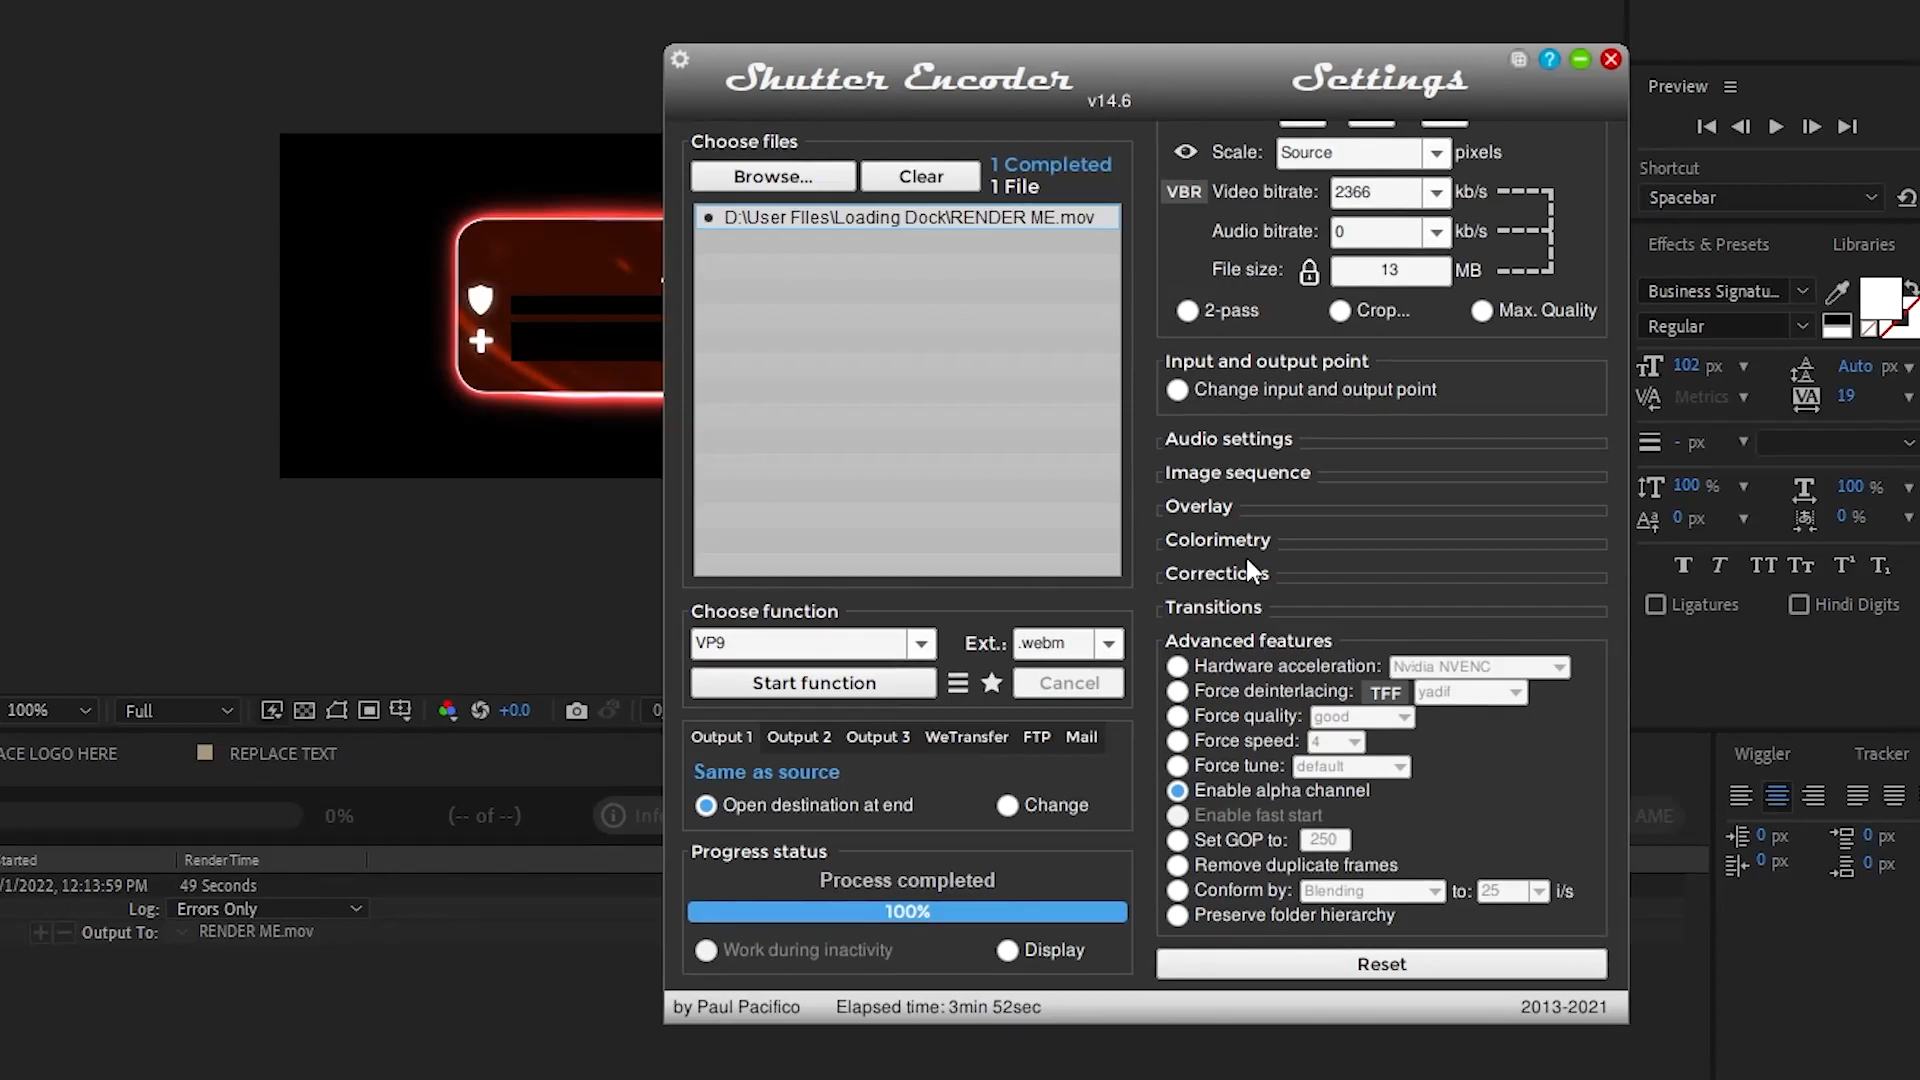 Shutter Encoder
v14.6
Settings
Choose files
Browse...
Clear
1 Completed
1 File
D:\User FIles\Loading Dock\RENDER ME.mov
Choose function
VP9
Ext.:
.webm
Start function
Cancel
Output 1
Output 2
Output 3
WeTransfer
FTP
Mail
Same as source
Open destination at end
Change
Progress status
Process completed
100%
Work during inactivity
Display
by Paul Pacifico
Elapsed time: 3min 52sec
2013-2021
Scale:
Source
pixels
VBR
Video bitrate:
2366
kb/s
Audio bitrate:
0
kb/s
File size:
13
MB
2-pass
Crop...
Max. Quality
Input and output point
Change input and output point
Audio settings
Image sequence
Overlay
Colorimetry
Corrections
Transitions
Advanced features
Hardware acceleration:
Nvidia NVENC
Force deinterlacing:
TFF
yadif
Force quality:
good
Force speed:
4
Force tune:
default
Enable alpha channel
Enable fast start
Set GOP to:
250
Remove duplicate frames
Conform by:
Blending
to:
25
i/s
Preserve folder hierarchy
Reset
100%
Full
+0.0
ACE LOGO HERE
REPLACE TEXT
0%
(-- of --)
Inf
tarted
Render Time
/1/2022, 12:13:59 PM
49 Seconds
Log:
Errors Only
Output To:
RENDER ME.mov
Preview
Shortcut
Spacebar
Effects & Presets
Libraries
Business Signatu...
Regular
102 px
Auto px
Metrics
19
- px
100 %
100 %
0 px
0 %
T T TT Tт T¹ T₁
Ligatures
Hindi Digits
Wiggler
Tracker
AME
0 px
0 px
0 px
0 px